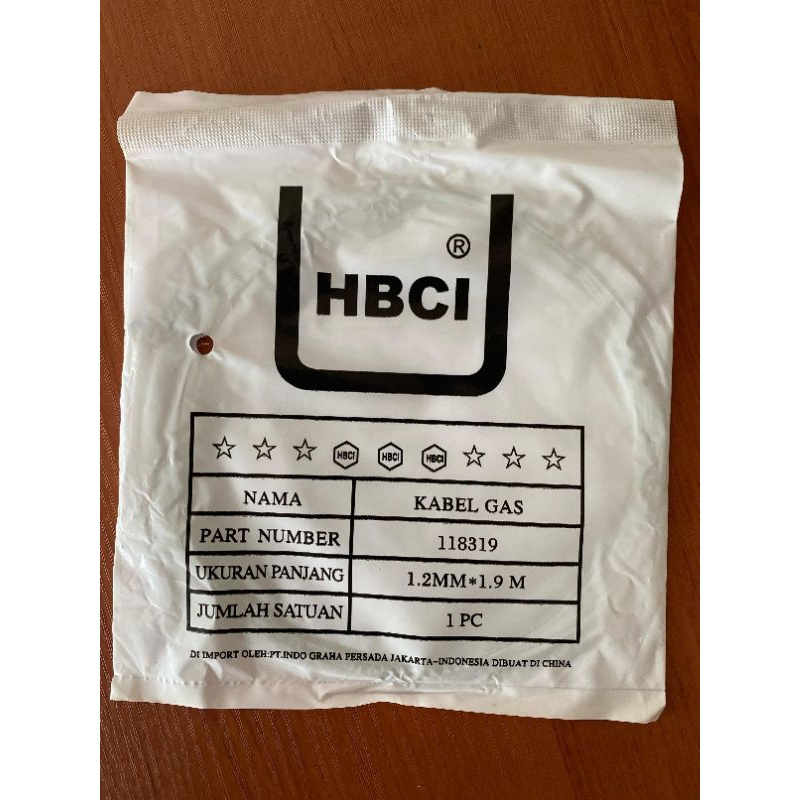 ®
HBCI
HBCI HBCI HBCI
NAMA KABEL GAS
PART NUMBER 118319
UKURAN PANJANG 1.2MM*1.9 M
JUMLAH SATUAN 1 PC
DI IMPORT OLEH:PT.INDO GRAHA PERSADA JAKARTA-INDONESIA DIBUAT DI CHINA